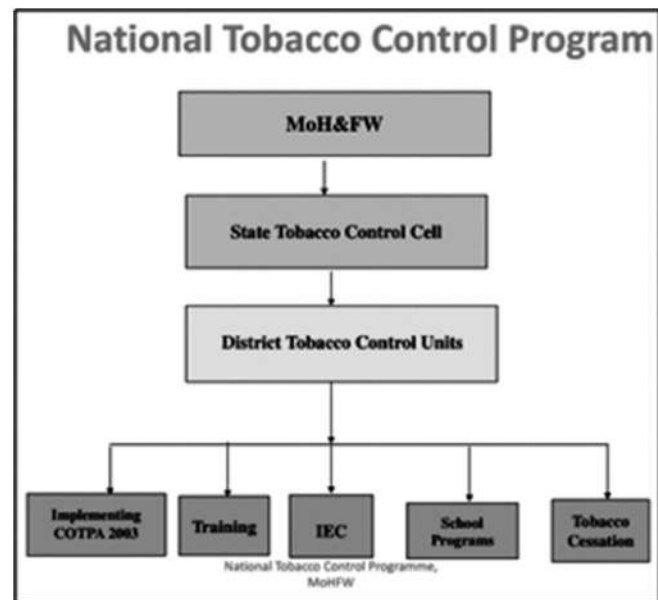 National Tobacco Control Program
MoH&FW
State Tobacco Control Cell
District Tobacco Control Units
Implementing
COTPA 2003
Training
IEC
School
Programs
Tobacco
Cessation
National Tobacco Control Programme,
MoHFW